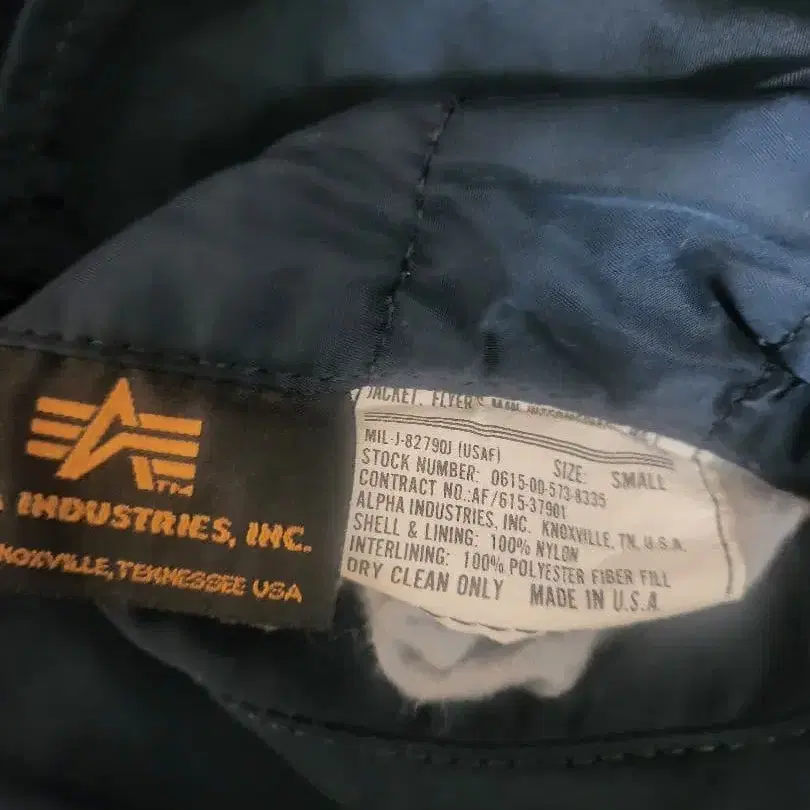 TM
INDUSTRIES, INC.
KNOXVILLE, TENNESSEE USA
JACKET, FLYER'S MAN
MIL-J-82790J (USAF)
SIZE: SMALL
STOCK NUMBER: 0615-00-573-8335
CONTRACT NO.:AF/615-37901
ALPHA INDUSTRIES, INC. KNOXVILLE, TN, U.S.A.
SHELL & LINING: 100% NYLON
INTERLINING: 100% POLYESTER FIBER FILL
DRY CLEAN ONLY MADE IN U.S.A.